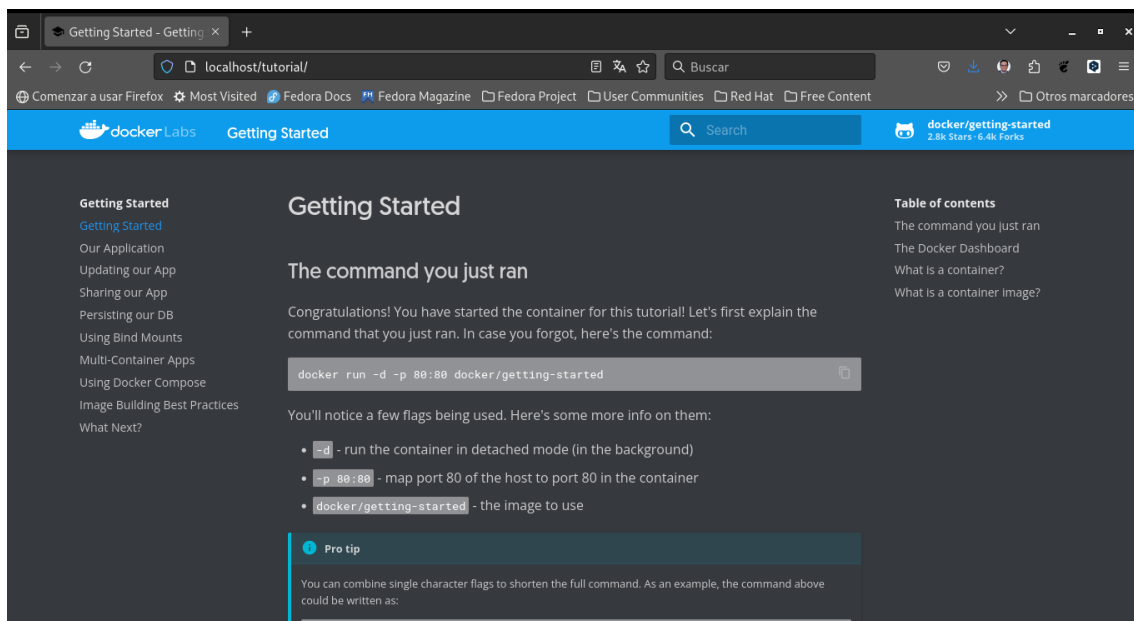 Getting Started - Getting
localhost/tutorial/
Buscar
Comenzar a usar Firefox Most Visited Fedora Docs Fedora Magazine Fedora Project User Communities Red Hat Free Content Otros marcadores
docker Labs Getting Started Search docker/getting-started
2.8k Stars · 6.4k Forks
Getting Started
Getting Started
Our Application
Updating our App
Sharing our App
Persisting our DB
Using Bind Mounts
Multi-Container Apps
Using Docker Compose
Image Building Best Practices
What Next?
Getting Started
The command you just ran
Congratulations! You have started the container for this tutorial! Let's first explain the
command that you just ran. In case you forgot, here's the command:
docker run -d -p 80:80 docker/getting-started
You'll notice a few flags being used. Here's some more info on them:
• -d - run the container in detached mode (in the background)
• -p 80:80 - map port 80 of the host to port 80 in the container
• docker/getting-started - the image to use
Pro tip
You can combine single character flags to shorten the full command. As an example, the command above
could be written as:
Table of contents
The command you just ran
The Docker Dashboard
What is a container?
What is a container image?